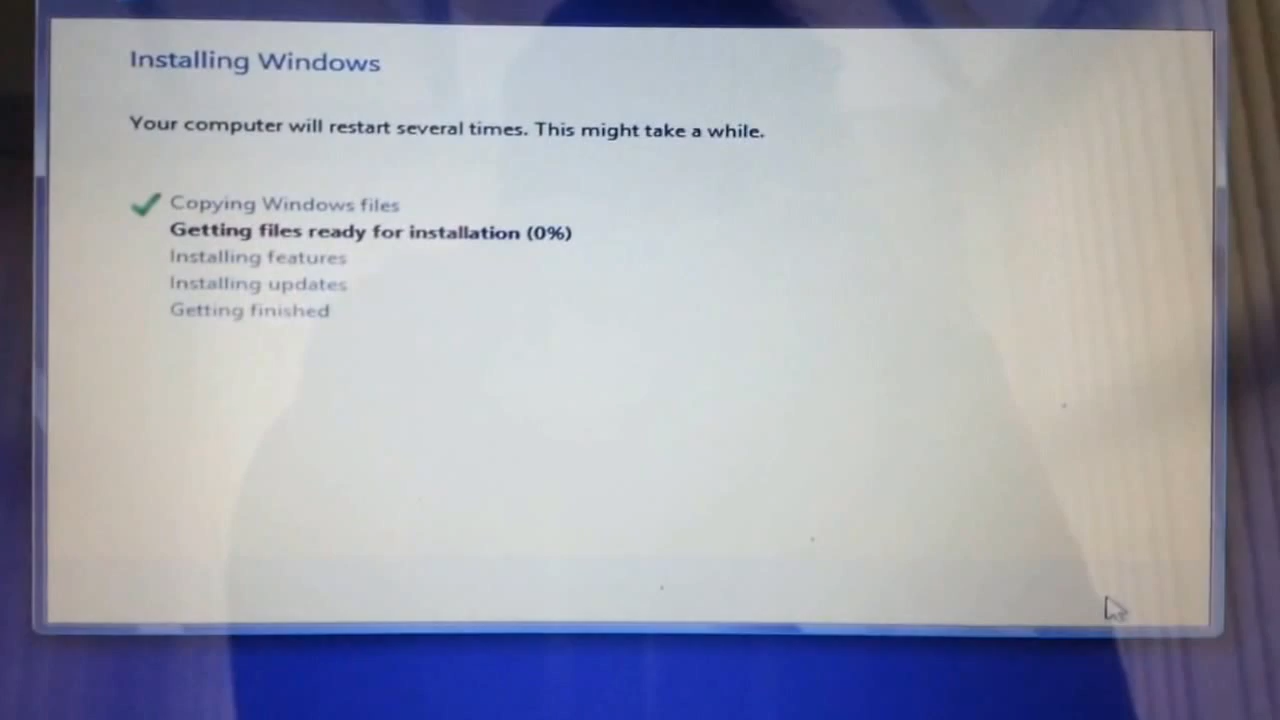 Installing Windows
Your computer will restart several times. This might take a while.
Copying Windows files
Getting files ready for installation (0%)
Installing features
Installing updates
Getting finished